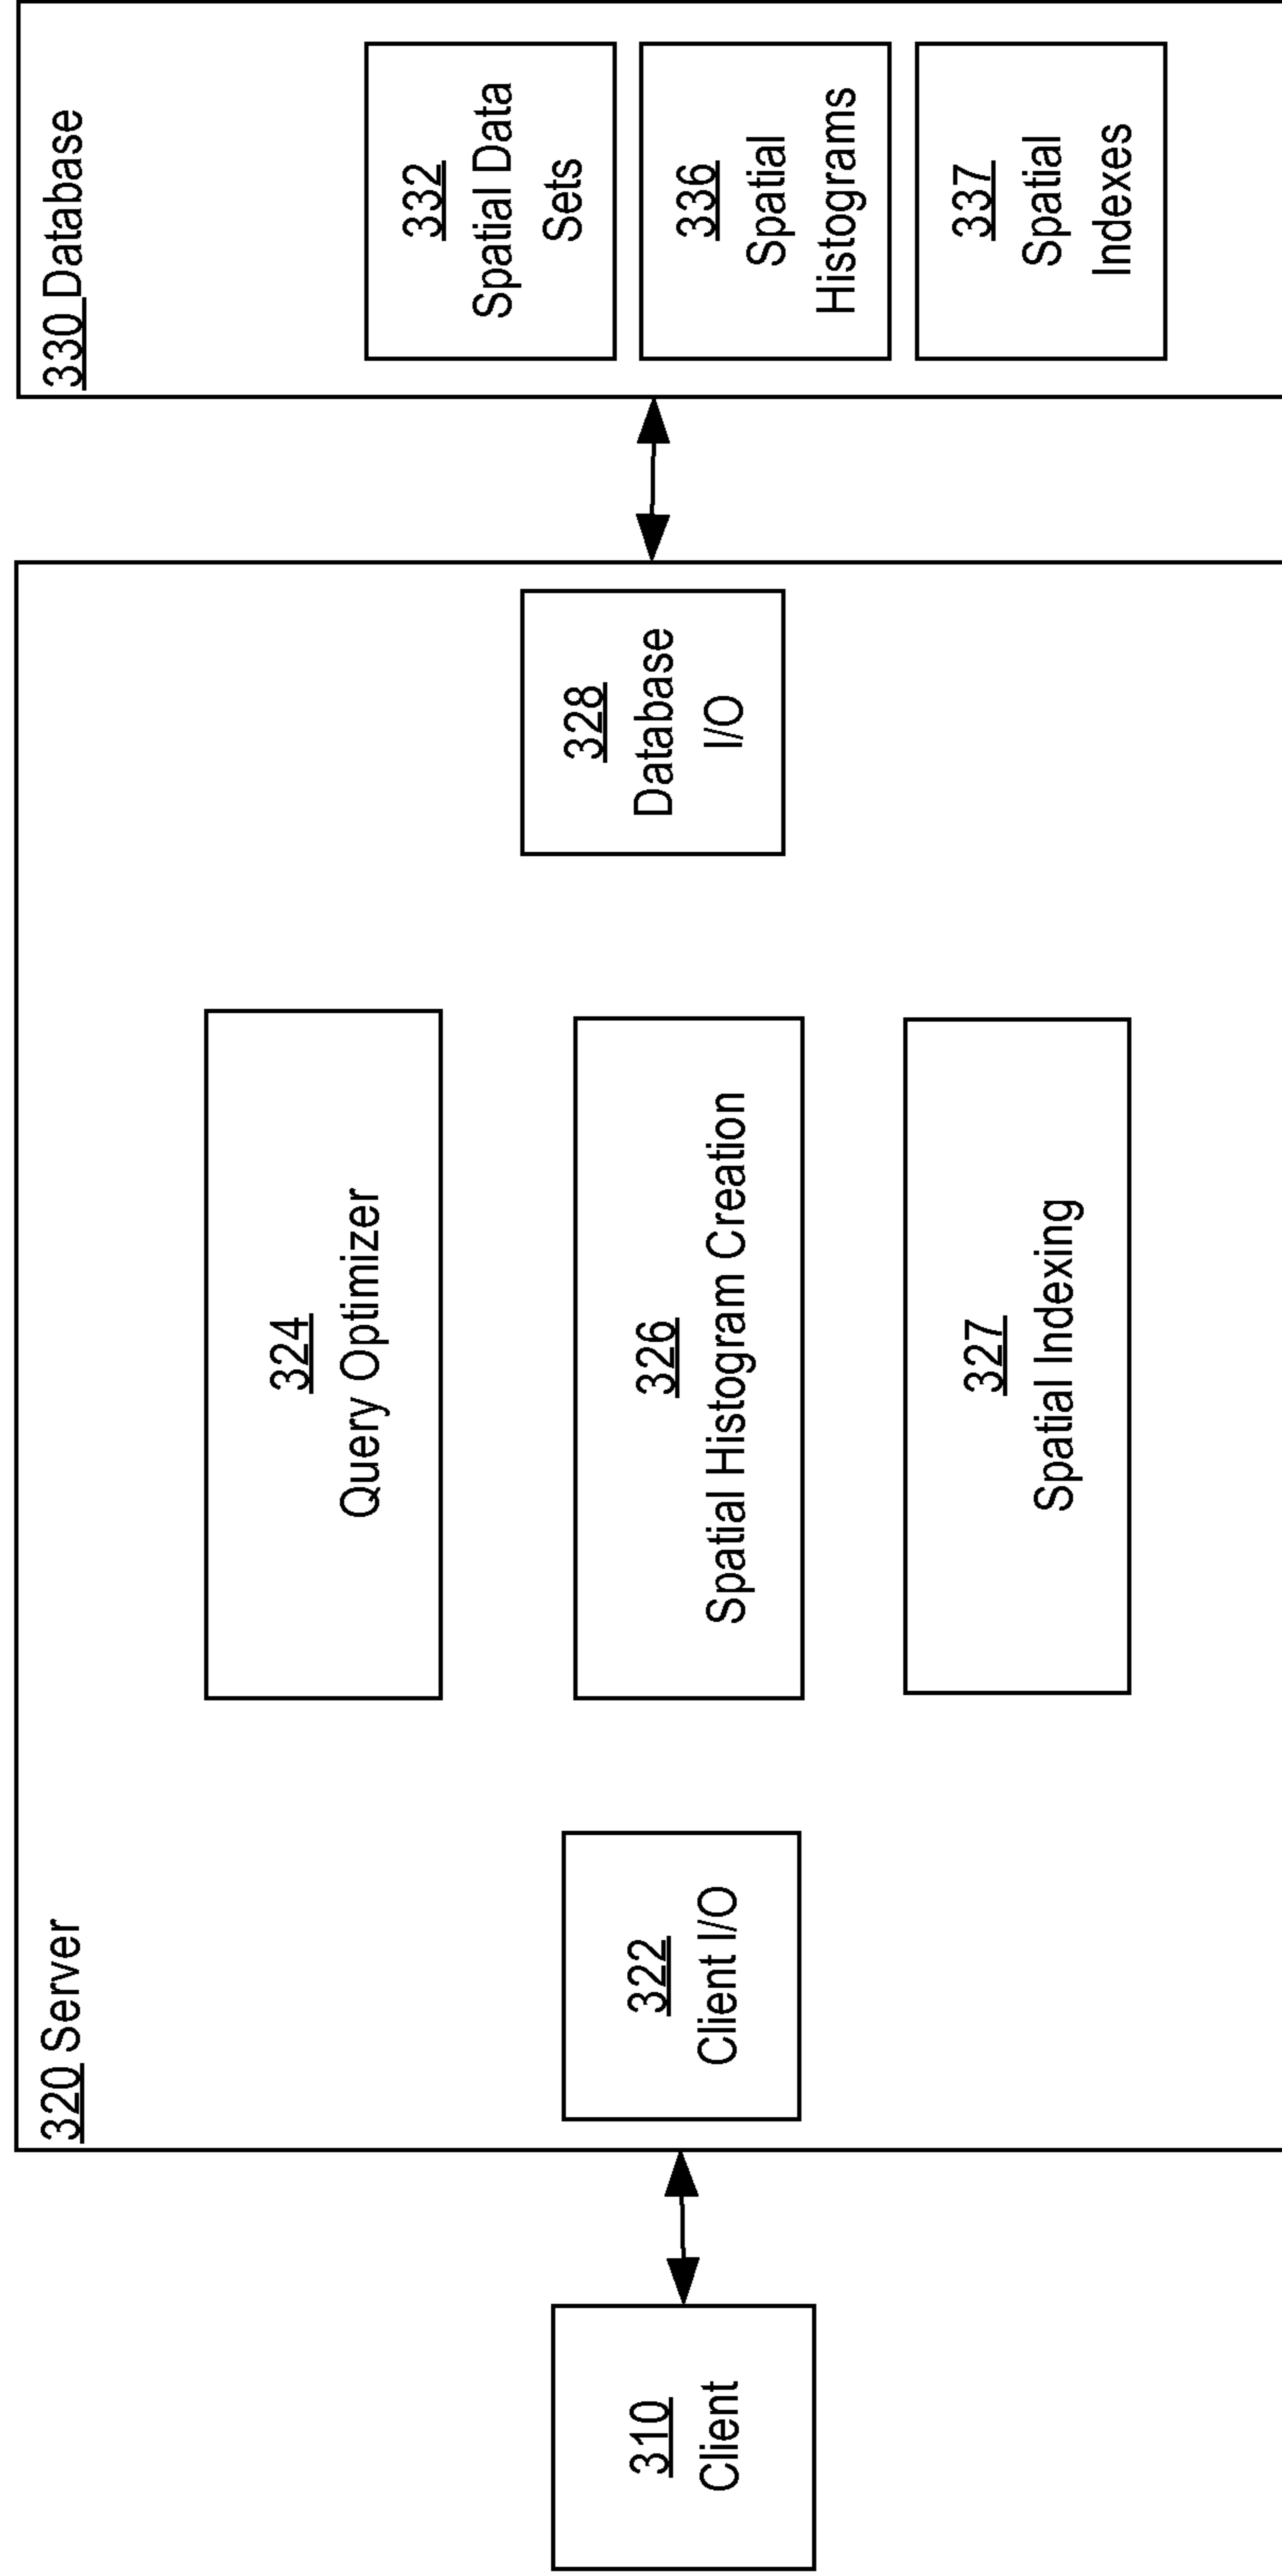 310
Client
320 Server
322
Client I/O
324
Query Optimizer
326
Spatial Histogram Creation
327
Spatial Indexing
328
Database
I/O
330 Database
332
Spatial Data
Sets
336
Spatial
Histograms
337
Spatial
Indexes